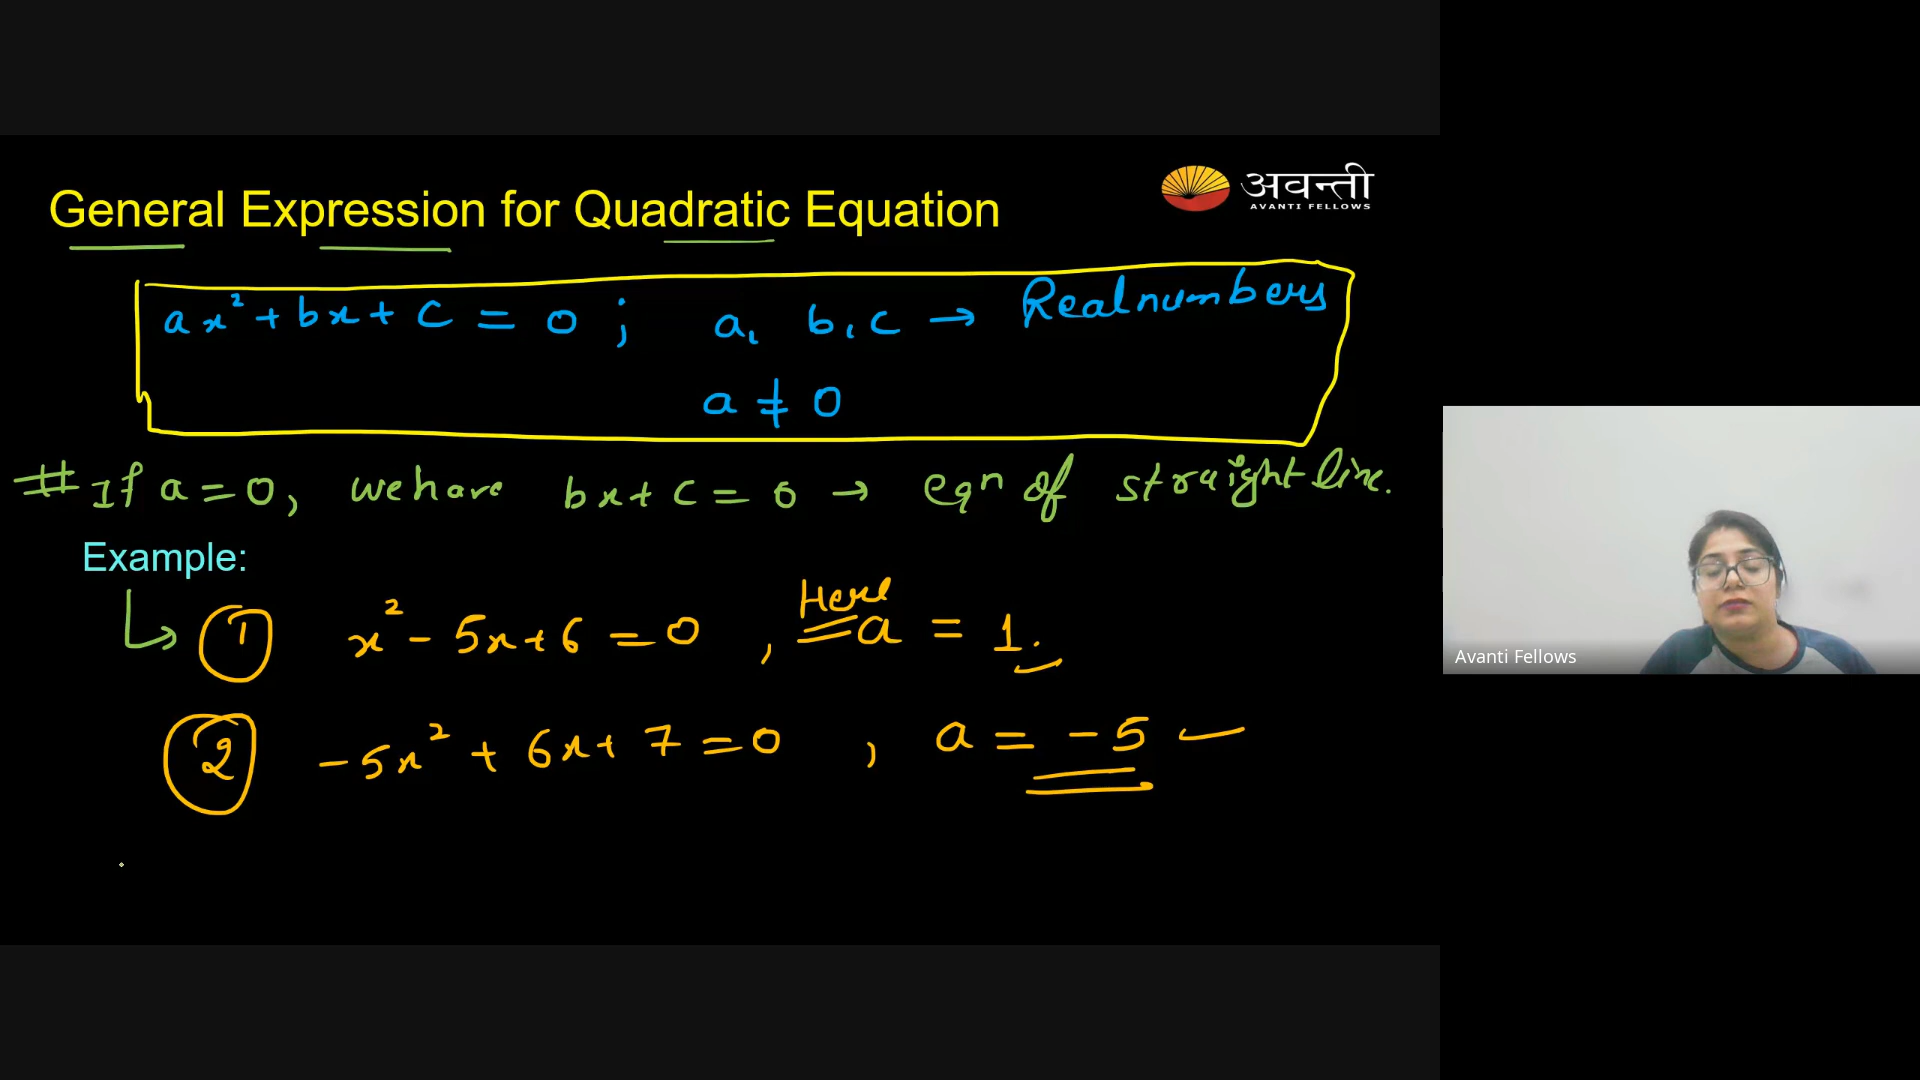 General Expression for Quadratic Equation
अवन्ती
AVANTI FELLOWS
ax² + bx + c = 0 ; a, b, c → Real numbers
a ≠ 0
# If a = 0, we have bx + c = 0 → eqⁿ of straight line.
Example:
① x² - 5x + 6 = 0 , Here a = 1.
② -5x² + 6x + 7 = 0 , a = -5
Avanti Fellows